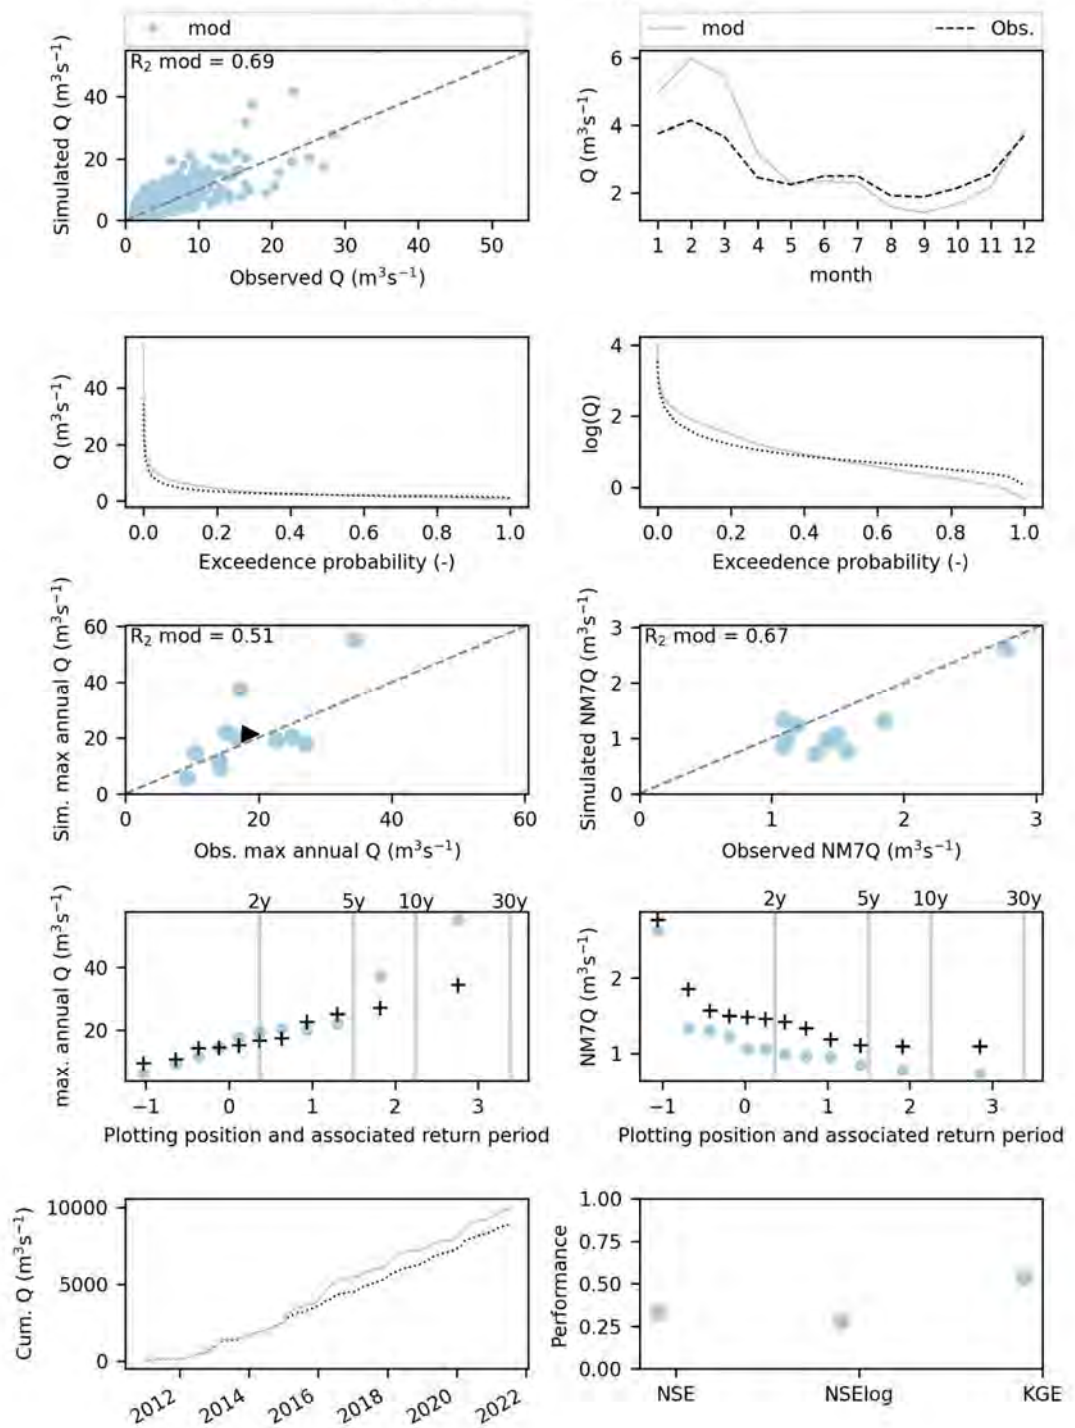 mod
mod Obs.
R₂ mod = 0.69
Simulated Q (m³s⁻¹)
40
20
0
0 10 20 30 40 50
Observed Q (m³s⁻¹)
Q (m³s⁻¹)
6
4
2
1 2 3 4 5 6 7 8 9 10 11 12
month
Q (m³s⁻¹)
40
20
0
0.0 0.2 0.4 0.6 0.8 1.0
Exceedence probability (-)
log(Q)
4
2
0
0.0 0.2 0.4 0.6 0.8 1.0
Exceedence probability (-)
R₂ mod = 0.51
Sim. max annual Q (m³s⁻¹)
60
40
20
0
0 20 40 60
Obs. max annual Q (m³s⁻¹)
R₂ mod = 0.67
Simulated NM7Q (m³s⁻¹)
3
2
1
0
0 1 2 3
Observed NM7Q (m³s⁻¹)
2y 5y 10y 30y
max. annual Q (m³s⁻¹)
40
20
−1 0 1 2 3
Plotting position and associated return period
2y 5y 10y 30y
NM7Q (m³s⁻¹)
2
1
−1 0 1 2 3
Plotting position and associated return period
Cum. Q (m³s⁻¹)
10000
5000
0
2012 2014 2016 2018 2020 2022
Performance
1.00
0.75
0.50
0.25
0.00
NSE NSElog KGE